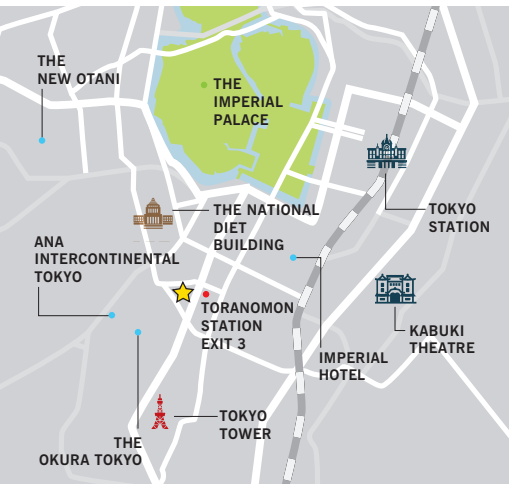 THE
NEW OTANI
THE
IMPERIAL
PALACE
THE NATIONAL
DIET
BUILDING
TOKYO
STATION
ANA
INTERCONTINENTAL
TOKYO
TORANOMON
STATION
EXIT 3
KABUKI
THEATRE
IMPERIAL
HOTEL
TOKYO
TOWER
THE
OKURA TOKYO